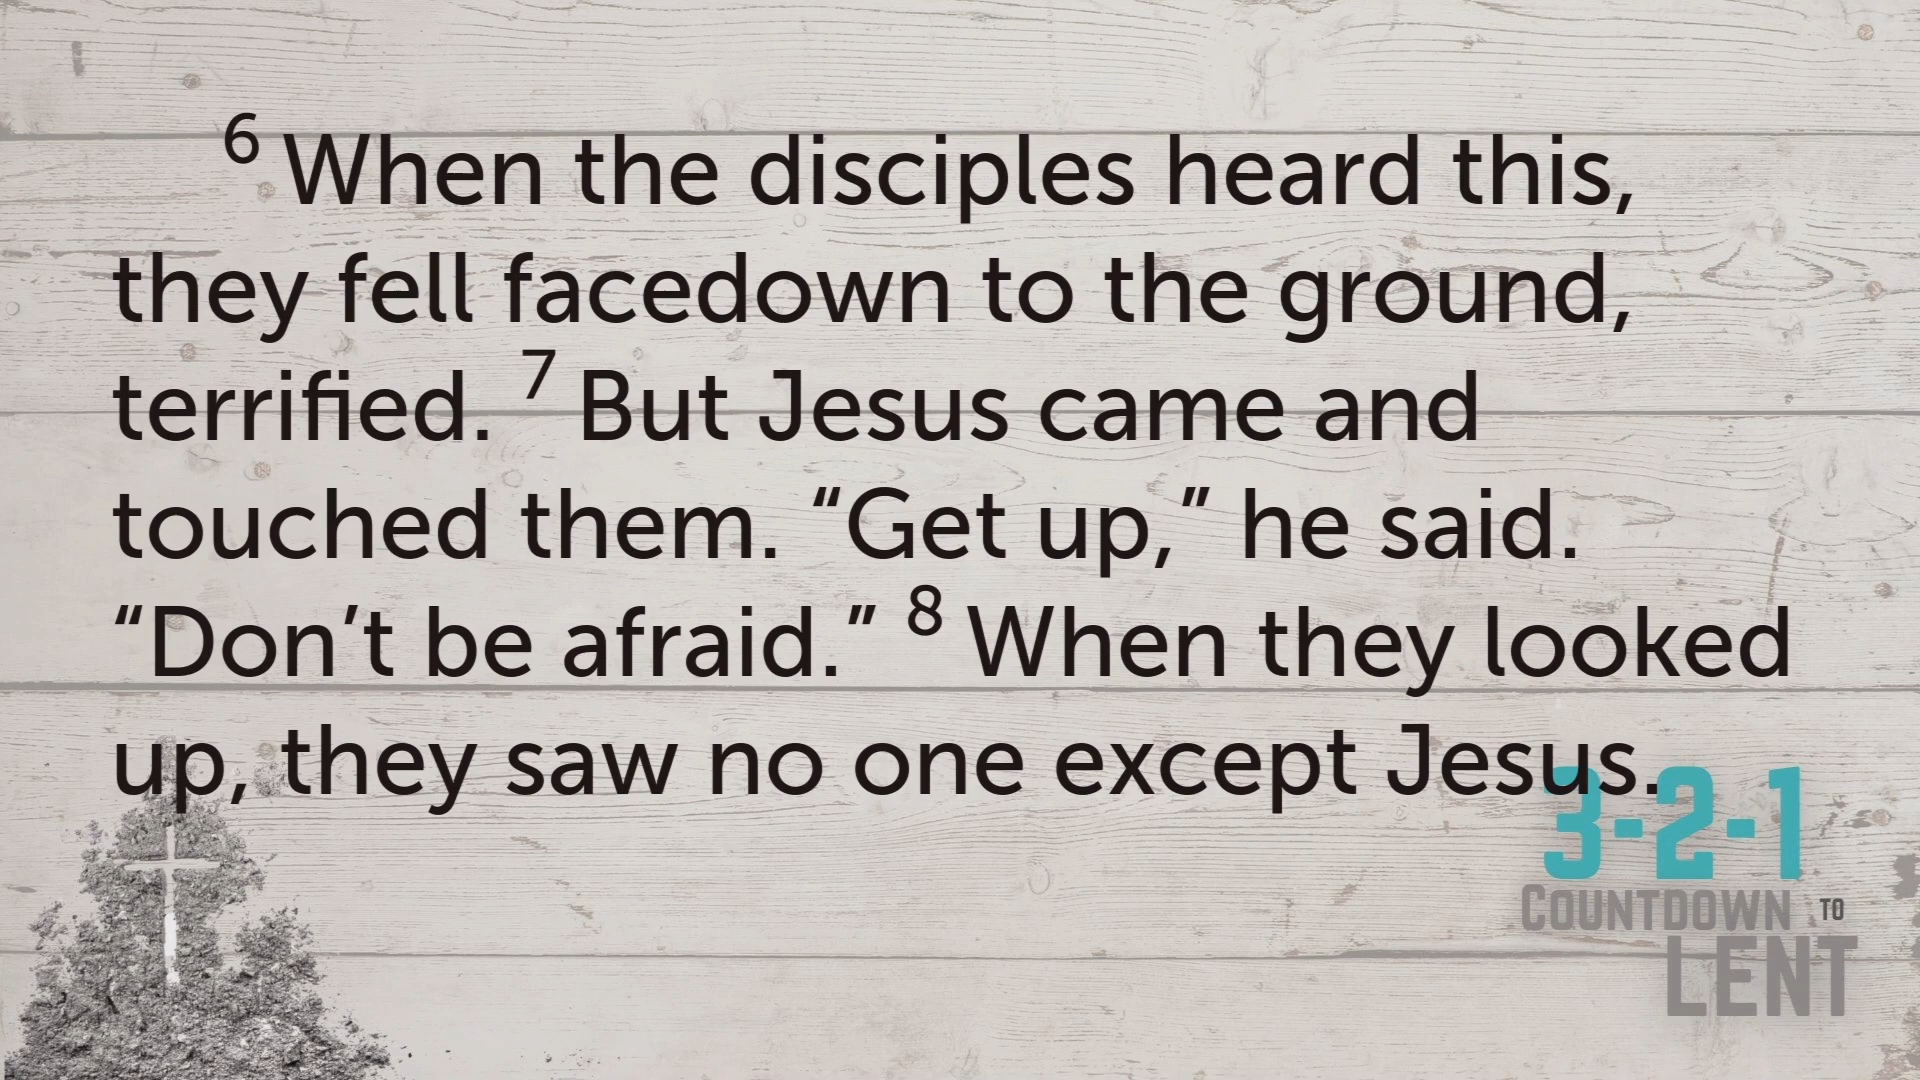 6 When the disciples heard this,
they fell facedown to the ground,
terrified. 7 But Jesus came and
touched them. “Get up,” he said.
“Don’t be afraid.” 8 When they looked
up, they saw no one except Jesus.
3-2-1
COUNTDOWN TO
LENT